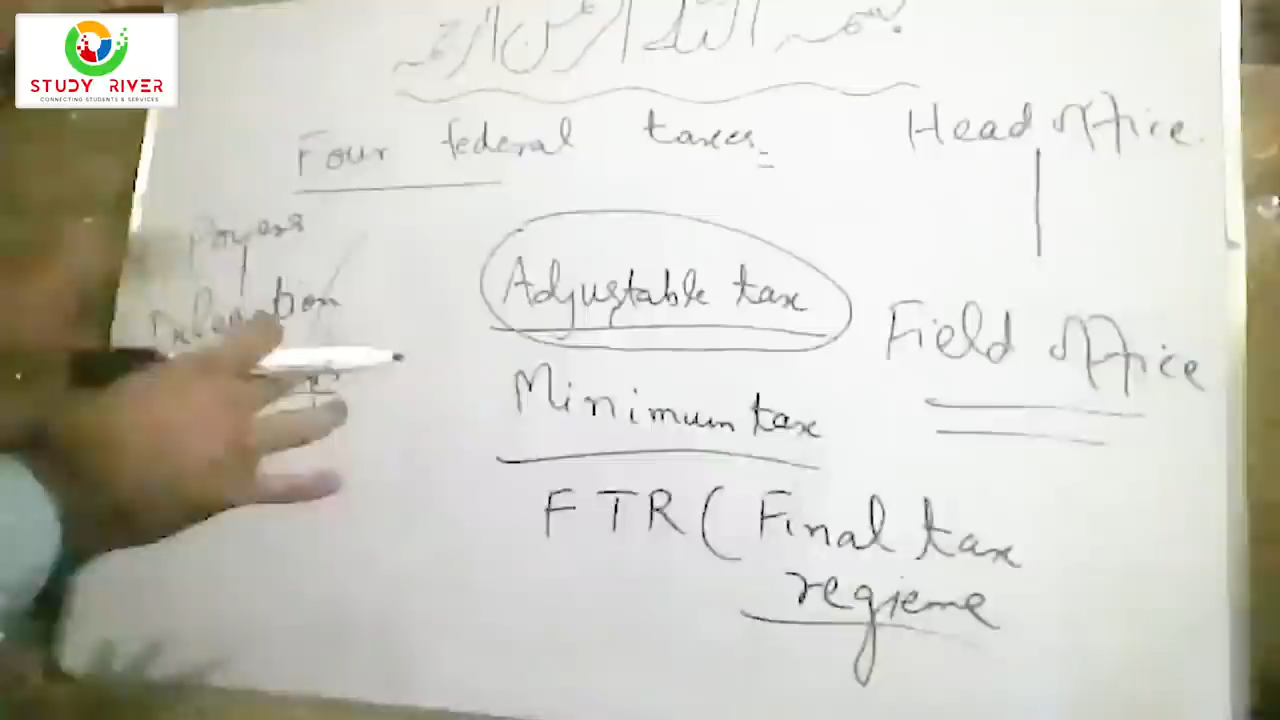 STUDY RIVER
CONNECTING STUDENTS & SERVICES
بسم اللہ الرحمن الرحیم
Four federal taxes
Head office.
Adjustable tax
Field office
Minimum tax
FTR (Final tax
regieme